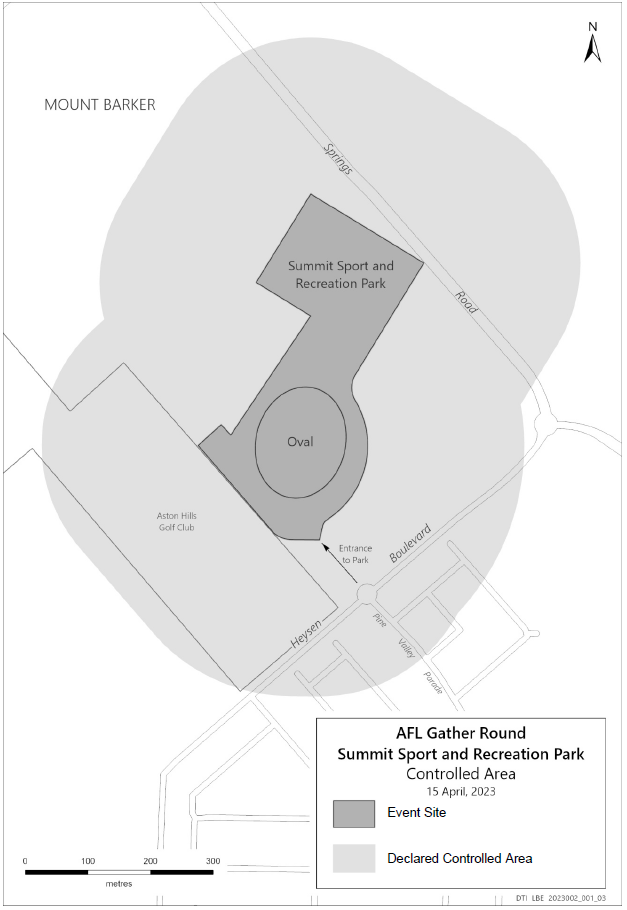 N
MOUNT BARKER
Springs
Summit Sport and
Recreation Park
Road
Oval
Aston Hills
Golf Club
Entrance
to Park
Boulevard
Heysen
Pine
Valley
Parade
AFL Gather Round
Summit Sport and Recreation Park
Controlled Area
15 April, 2023
Event Site
Declared Controlled Area
0 100 200 300
metres
DTI LBE 2023002_001_03